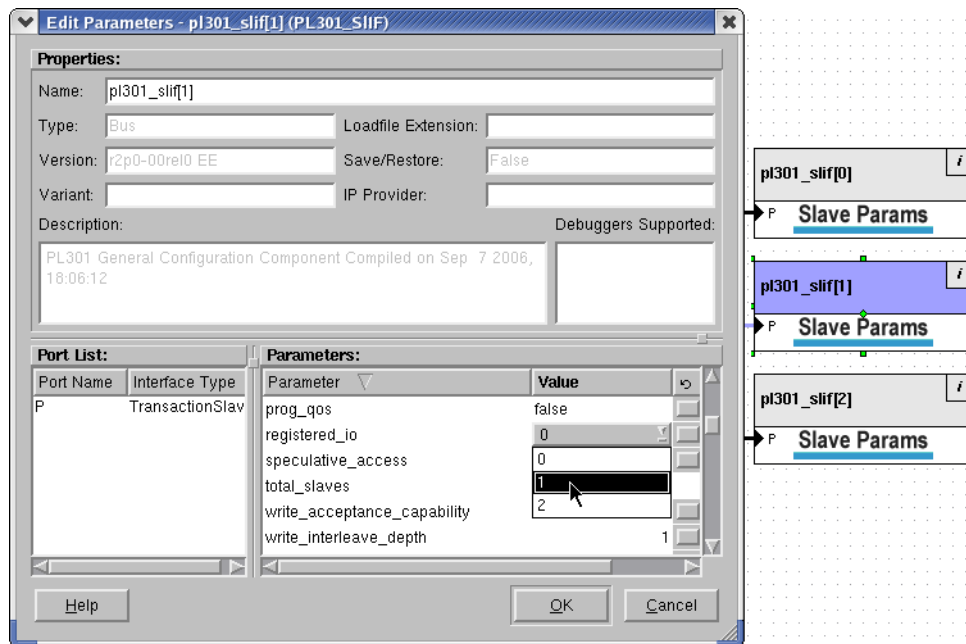 Edit Parameters - pl301_slif[1] (PL301_SlIF)
Properties:
Name: pl301_slif[1]
Type: Bus Loadfile Extension:
Version: r2p0-00rel0 EE Save/Restore: False
Variant: IP Provider:
Description: Debuggers Supported:
PL301 General Configuration Component Compiled on Sep 7 2006,
18:06:12
Port List:
Port Name Interface Type
P TransactionSlav
Parameters:
Parameter Value
prog_qos false
registered_io 0
speculative_access 0
total_slaves 1
write_acceptance_capability 2
write_interleave_depth 1
Help OK Cancel
pl301_slif[0] i
P Slave Params
pl301_slif[1] i
P Slave Params
pl301_slif[2] i
P Slave Params